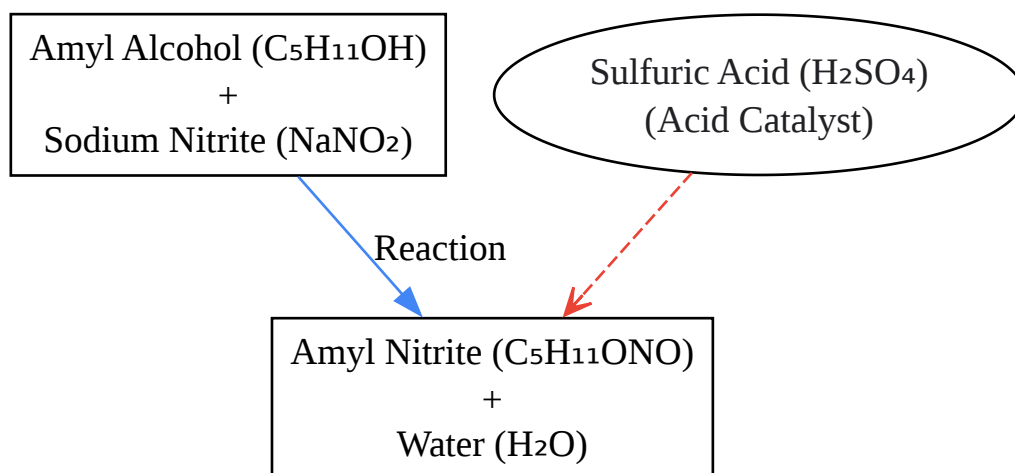 Amyl Alcohol (C₅H₁₁OH)
+
Sodium Nitrite (NaNO₂)
Sulfuric Acid (H₂SO₄)
(Acid Catalyst)
Reaction
Amyl Nitrite (C₅H₁₁ONO)
+
Water (H₂O)